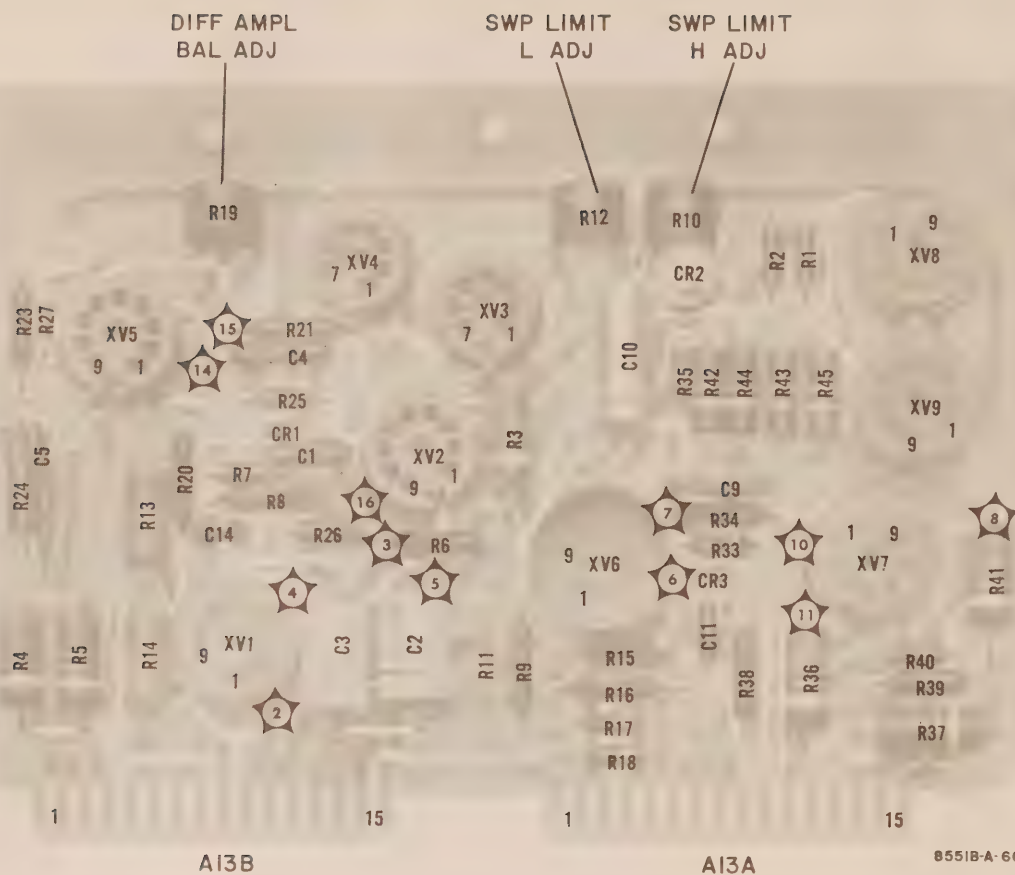 DIFF AMPL
BAL ADJ
SWP LIMIT
L ADJ
SWP LIMIT
H ADJ
R19
R12
R10
R2
R1
1
9
XV8
XV4
7
1
CR2
R23
R27
XV5
9
1
15
14
R21
C4
XV3
7
1
C10
R35
R42
R44
R43
R45
R25
XV9
9
1
CR1
C1
R3
C5
XV2
9
1
R24
R13
R20
R7
R8
C14
16
R26
3
R6
5
4
C9
7
R34
R33
6
CR3
10
11
8
9
XV6
1
1
9
XV7
R41
R4
R5
R14
9
XV1
1
2
C3
C2
R11
R9
R15
R16
R17
R18
C11
R38
R36
R40
R39
R37
1
15
1
15
A13B
A13A